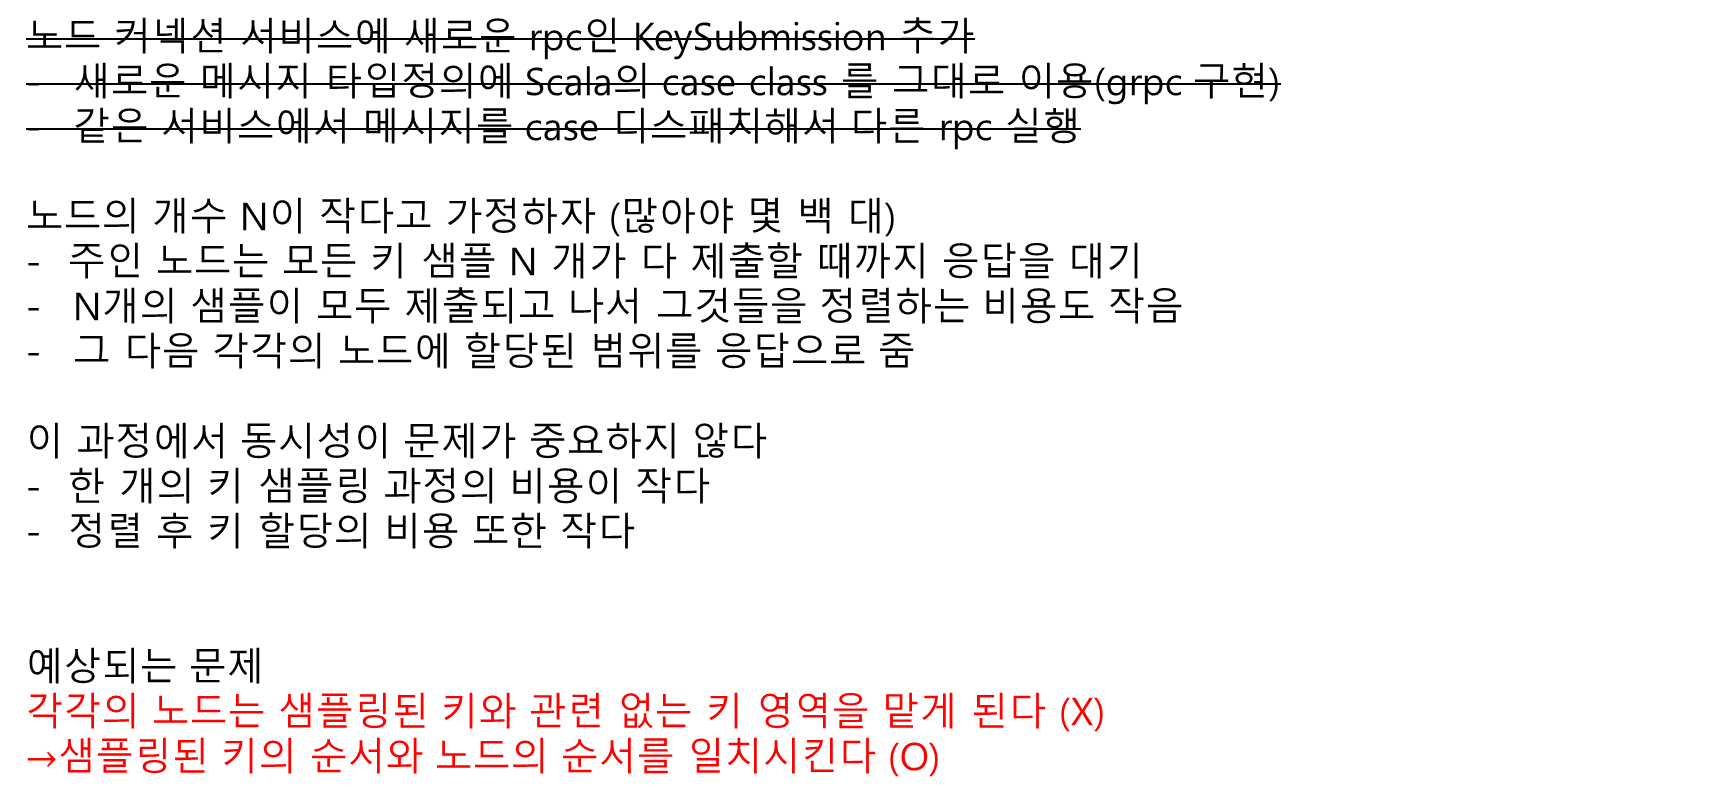 노드 커넥션 서비스에 새로운 rpc인 KeySubmission 추가
- 새로운 메시지 타입정의에 Scala의 case class 를 그대로 이용(grpc 구현)
- 같은 서비스에서 메시지를 case 디스패치해서 다른 rpc 실행
노드의 개수 N이 작다고 가정하자 (많아야 몇 백 대)
- 주인 노드는 모든 키 샘플 N 개가 다 제출할 때까지 응답을 대기
- N개의 샘플이 모두 제출되고 나서 그것들을 정렬하는 비용도 작음
- 그 다음 각각의 노드에 할당된 범위를 응답으로 줌
이 과정에서 동시성이 문제가 중요하지 않다
- 한 개의 키 샘플링 과정의 비용이 작다
- 정렬 후 키 할당의 비용 또한 작다
예상되는 문제
각각의 노드는 샘플링된 키와 관련 없는 키 영역을 맡게 된다 (X)
→샘플링된 키의 순서와 노드의 순서를 일치시킨다 (O)